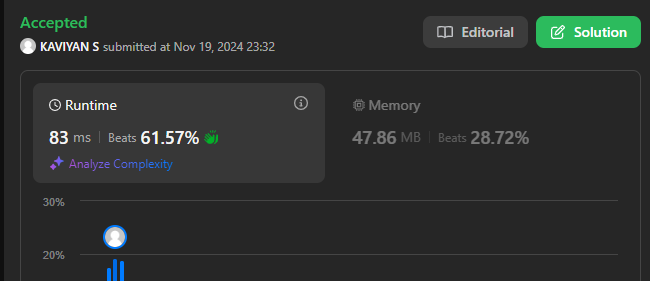 Accepted
KAVIYAN S submitted at Nov 19, 2024 23:32
Editorial
Solution
Runtime
83 ms Beats 61.57%
Analyze Complexity
Memory
47.86 MB Beats 28.72%
30%
20%